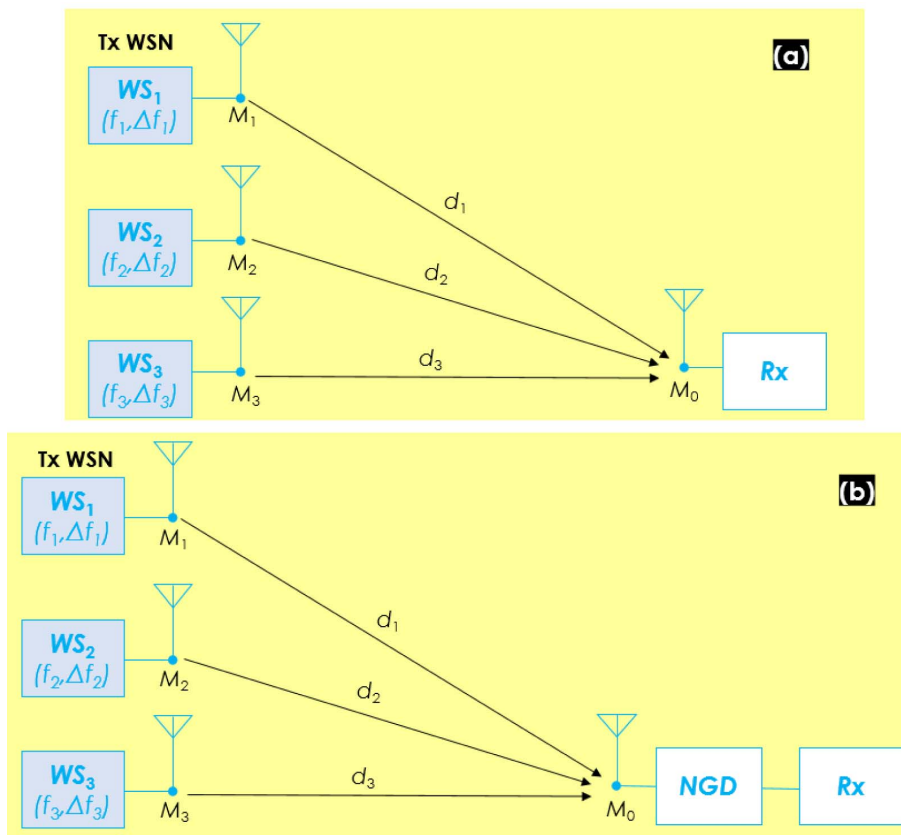 Tx WSN
(a)
WS₁
(f₁,Δf₁)
M₁
d₁
WS₂
(f₂,Δf₂)
M₂
d₂
WS₃
(f₃,Δf₃)
M₃
d₃
M₀
Rx
Tx WSN
(b)
WS₁
(f₁,Δf₁)
M₁
d₁
WS₂
(f₂,Δf₂)
M₂
d₂
WS₃
(f₃,Δf₃)
M₃
d₃
M₀
NGD
Rx